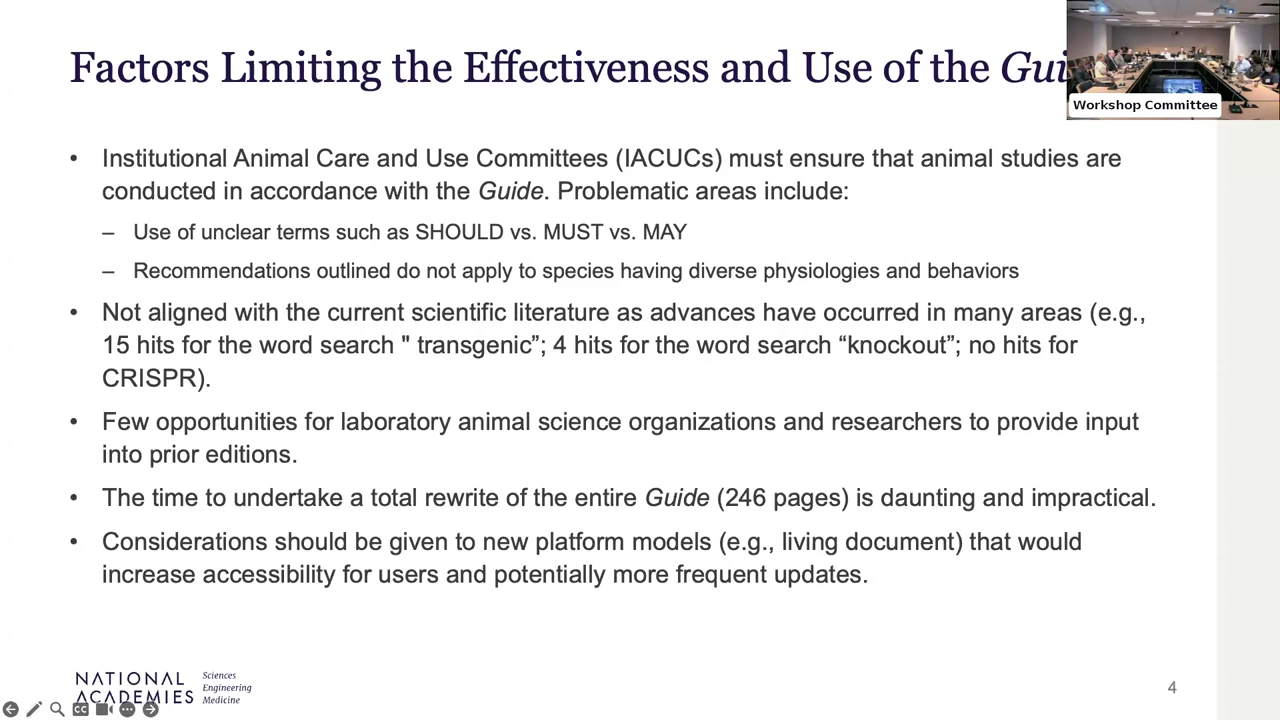 Factors Limiting the Effectiveness and Use of the Gui
Workshop Committee
• Institutional Animal Care and Use Committees (IACUCs) must ensure that animal studies are
conducted in accordance with the Guide. Problematic areas include:
– Use of unclear terms such as SHOULD vs. MUST vs. MAY
– Recommendations outlined do not apply to species having diverse physiologies and behaviors
• Not aligned with the current scientific literature as advances have occurred in many areas (e.g.,
15 hits for the word search " transgenic”; 4 hits for the word search “knockout”; no hits for
CRISPR).
• Few opportunities for laboratory animal science organizations and researchers to provide input
into prior editions.
• The time to undertake a total rewrite of the entire Guide (246 pages) is daunting and impractical.
• Considerations should be given to new platform models (e.g., living document) that would
increase accessibility for users and potentially more frequent updates.
NATIONAL
ACADEMIES
Sciences
Engineering
Medicine
CC
4